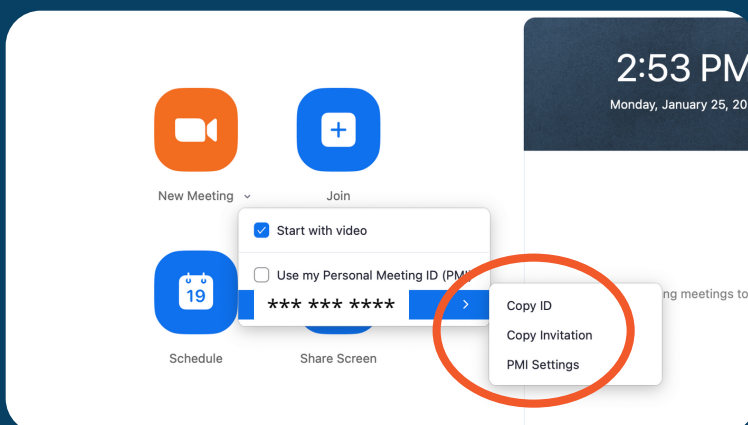 2:53 PM
Monday, January 25, 20
New Meeting
Join
Start with video
Use my Personal Meeting ID (PMI)
*** *** ****
Copy ID
Copy Invitation
PMI Settings
ng meetings to
19
Schedule
Share Screen